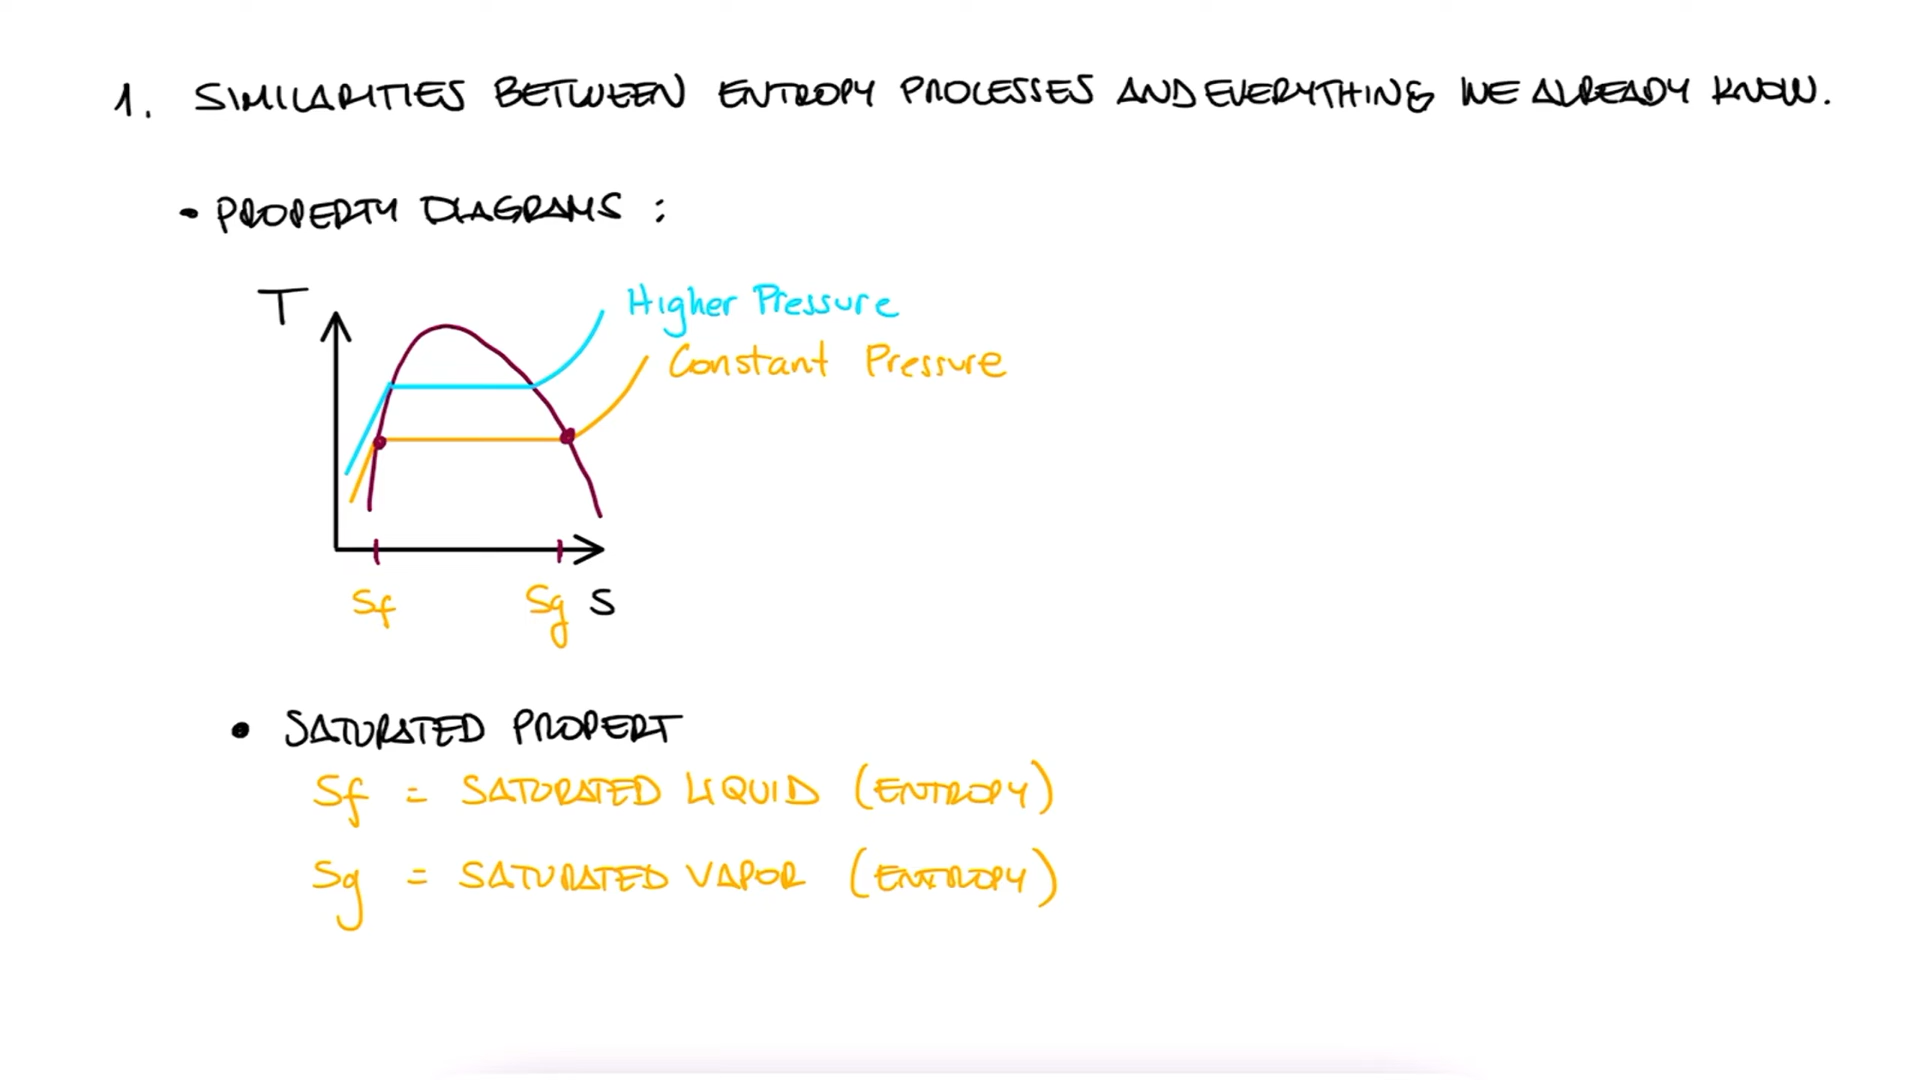 1. SIMILARITIES BETWEEN ENTROPY PROCESSES AND EVERYTHING WE ALREADY KNOW.
• PROPERTY DIAGRAMS :
T
Higher Pressure
Constant Pressure
Sf
Sg
S
• SATURATED PROPERT
Sf = SATURATED LIQUID (ENTROPY)
Sg = SATURATED VAPOR (ENTROPY)